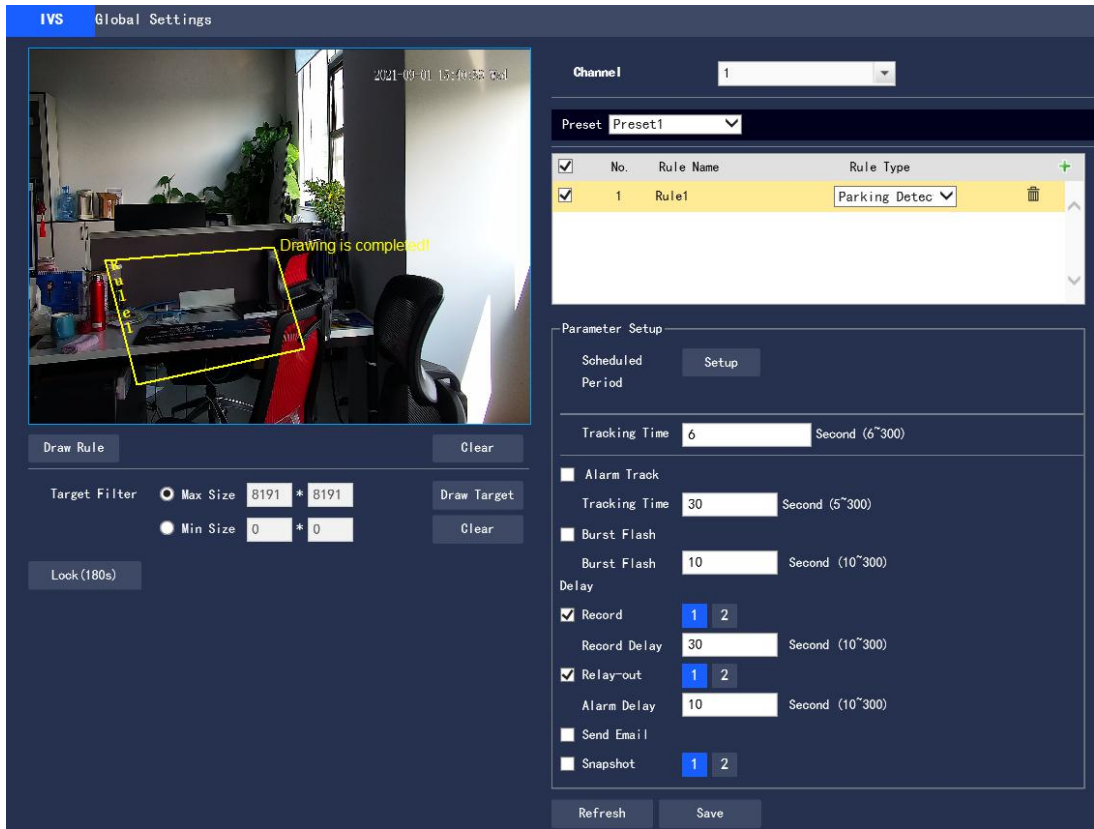 IVS Global Settings
2021-09-01
Drawing is completed!
Rule1
Draw Rule Clear
Target Filter Max Size 8191 * 8191 Draw Target
Min Size 0 * 0 Clear
Lock(180s)
Channel 1
Preset Preset1
No. Rule Name Rule Type
1 Rule1 Parking Detec
Parameter Setup
Scheduled Setup
Period
Tracking Time 6 Second (6~300)
Alarm Track
Tracking Time 30 Second (5~300)
Burst Flash
Burst Flash 10 Second (10~300)
Delay
Record 1 2
Record Delay 30 Second (10~300)
Relay-out 1 2
Alarm Delay 10 Second (10~300)
Send Email
Snapshot 1 2
Refresh Save